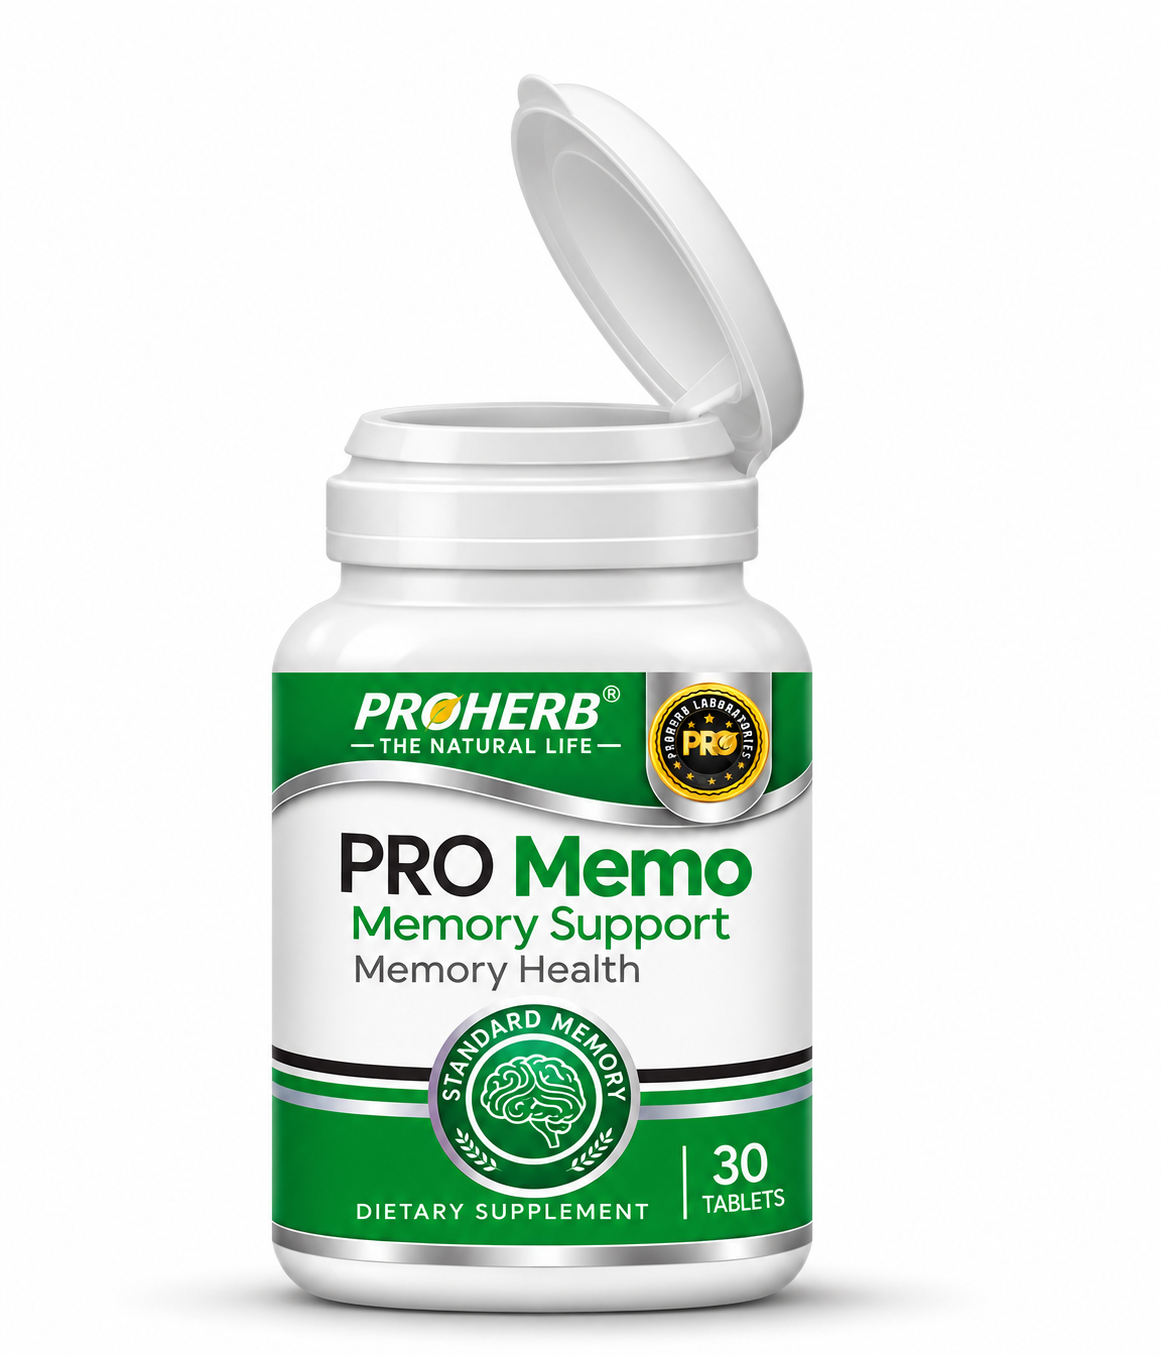 PROHERB®
THE NATURAL LIFE
PROHERB LABORATORIES
PRO
PRO Memo
Memory Support
Memory Health
STANDARD MEMORY
DIETARY SUPPLEMENT
30
TABLETS